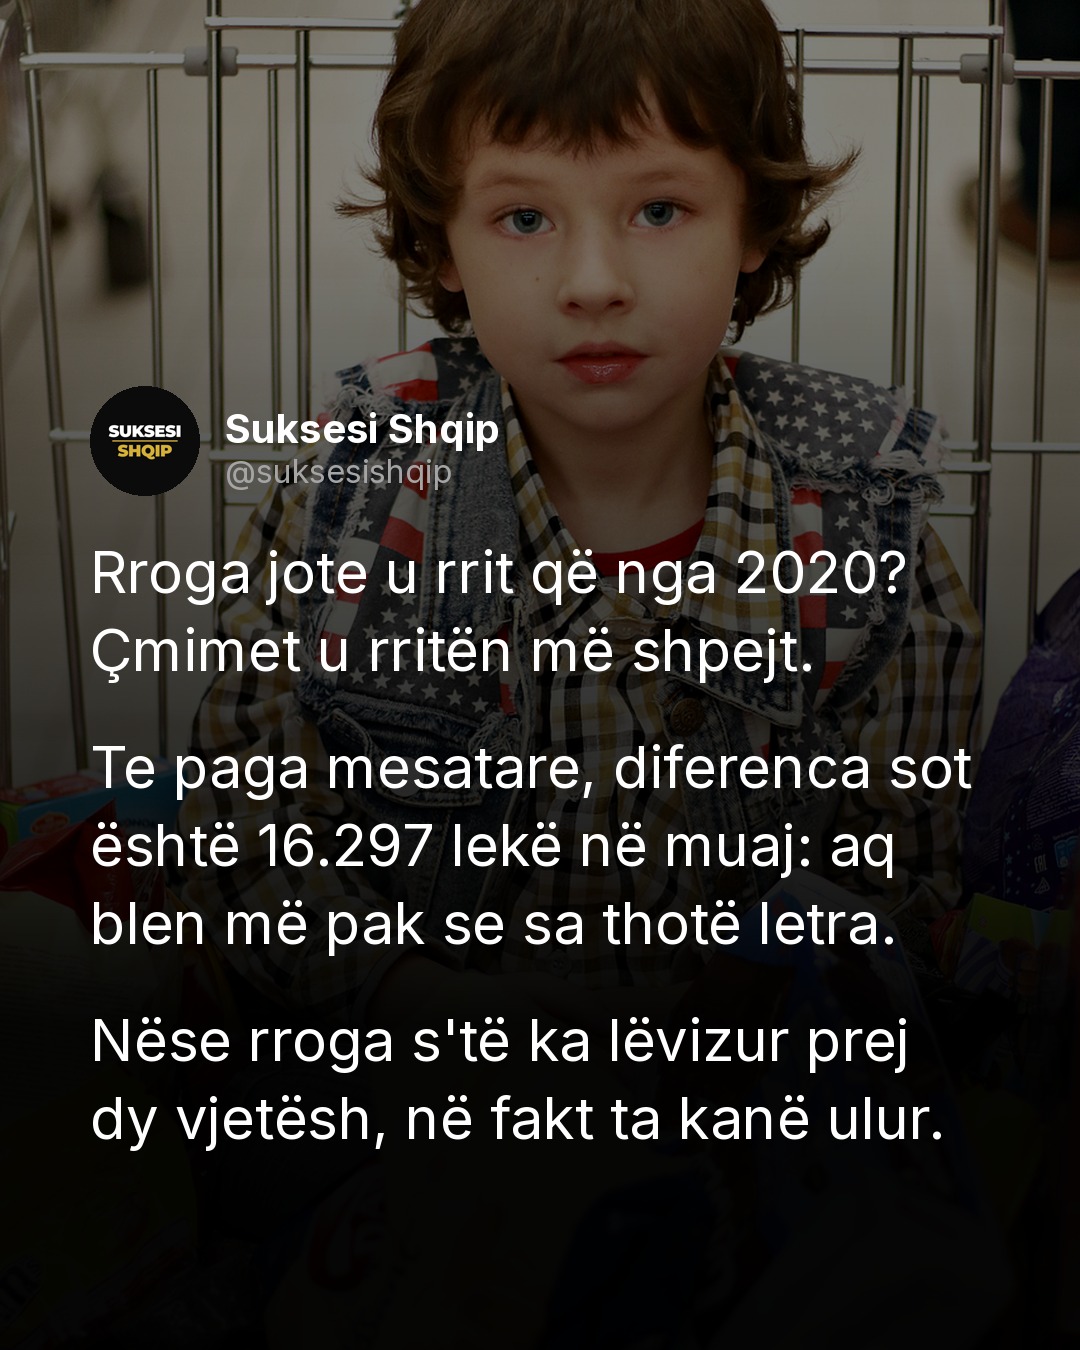 SUKSESI
SHQIP
Suksesi Shqip
@suksesishqip
Rroga jote u rrit që nga 2020?
Çmimet u rritën më shpejt.
Te paga mesatare, diferenca sot
është 16.297 lekë në muaj: aq
blen më pak se sa thotë letra.
Nëse rroga s'të ka lëvizur prej
dy vjetësh, në fakt ta kanë ulur.